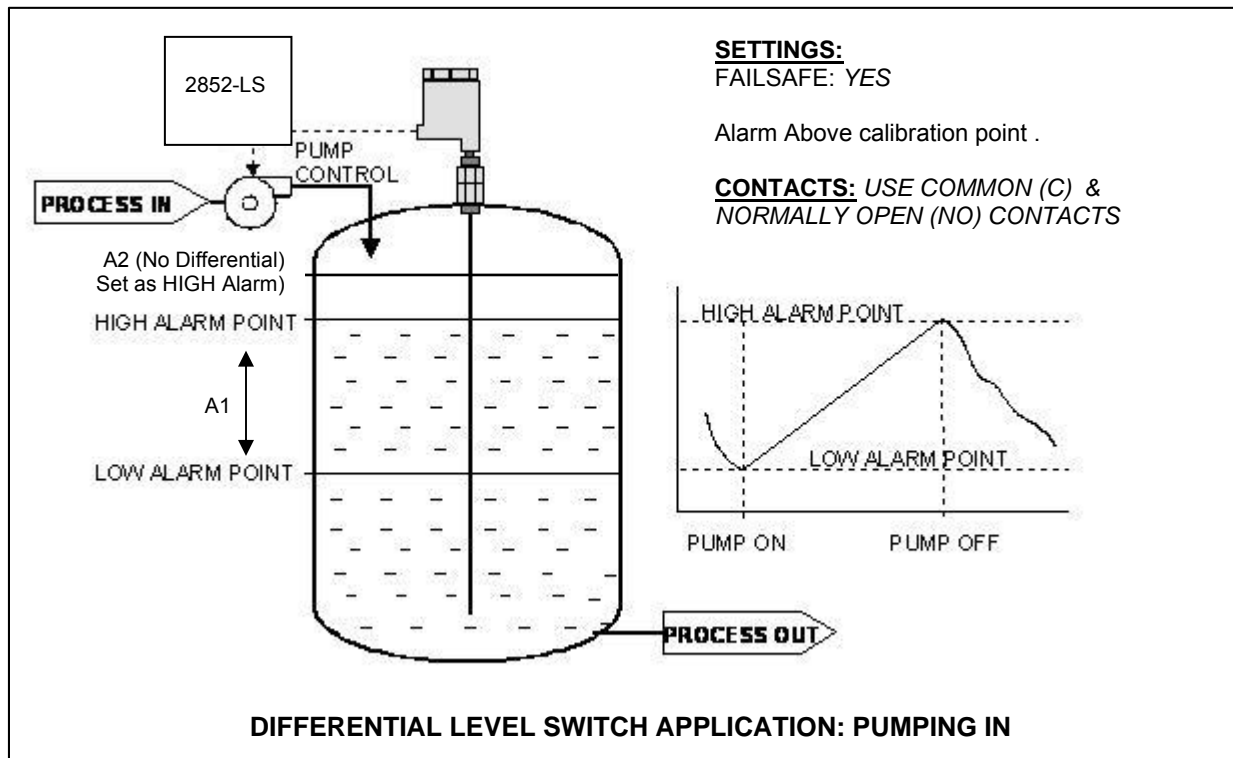 2852-LS
PUMP
CONTROL
PROCESS IN
A2 (No Differential)
Set as HIGH Alarm)
HIGH ALARM POINT
A1
LOW ALARM POINT
PROCESS OUT
SETTINGS:
FAILSAFE: YES
Alarm Above calibration point .
CONTACTS: USE COMMON (C) &
NORMALLY OPEN (NO) CONTACTS
HIGH ALARM POINT
LOW ALARM POINT
PUMP ON
PUMP OFF
DIFFERENTIAL LEVEL SWITCH APPLICATION: PUMPING IN